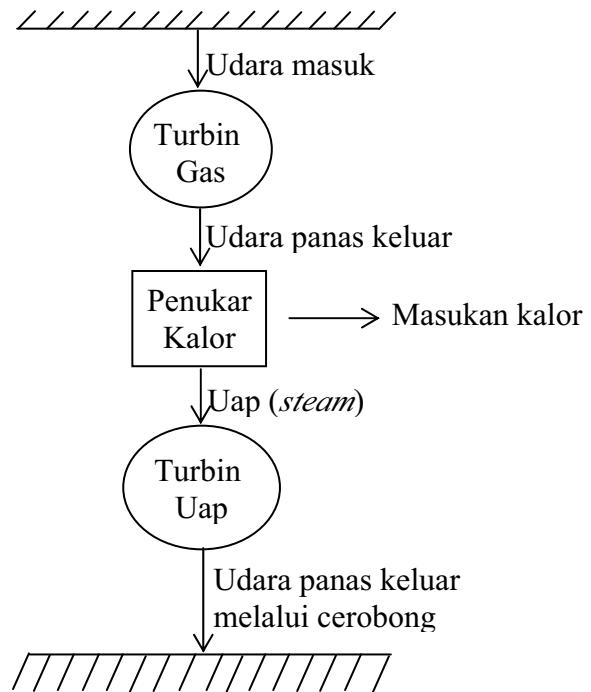 Udara masuk
Turbin
Gas
Udara panas keluar
Penukar
Kalor
Masukan kalor
Uap (steam)
Turbin
Uap
Udara panas keluar
melalui cerobong